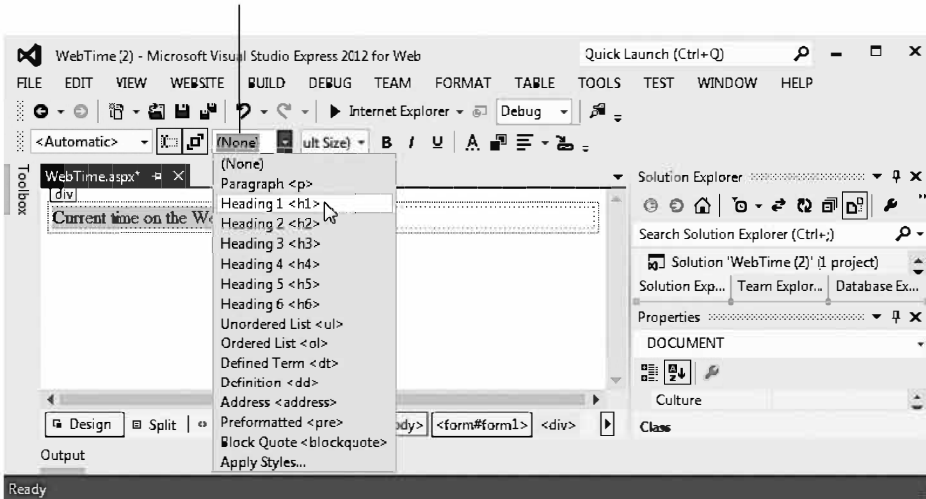 WebTime (2) - Microsoft Visual Studio Express 2012 for Web
Quick Launch (Ctrl+Q)
FILE EDIT VIEW WEBSITE BUILD DEBUG TEAM FORMAT TABLE TOOLS TEST WINDOW HELP
Internet Explorer Debug
<Automatic> (None) ult Size) B I U A
Toolbox
WebTime.aspx*
div
Current time on the We
(None)
Paragraph <p>
Heading 1 <h1>
Heading 2 <h2>
Heading 3 <h3>
Heading 4 <h4>
Heading 5 <h5>
Heading 6 <h6>
Unordered List <ul>
Ordered List <ol>
Defined Term <dt>
Definition <dd>
Address <address>
Preformatted <pre>
Block Quote <blockquote>
Apply Styles...
Design Split ody> <form#form1> <div>
Output
Solution Explorer
Search Solution Explorer (Ctrl+;)
Solution 'WebTime (2)' (1 project)
Solution Exp... Team Explor... Database Ex...
Properties
DOCUMENT
Culture
Class
Ready